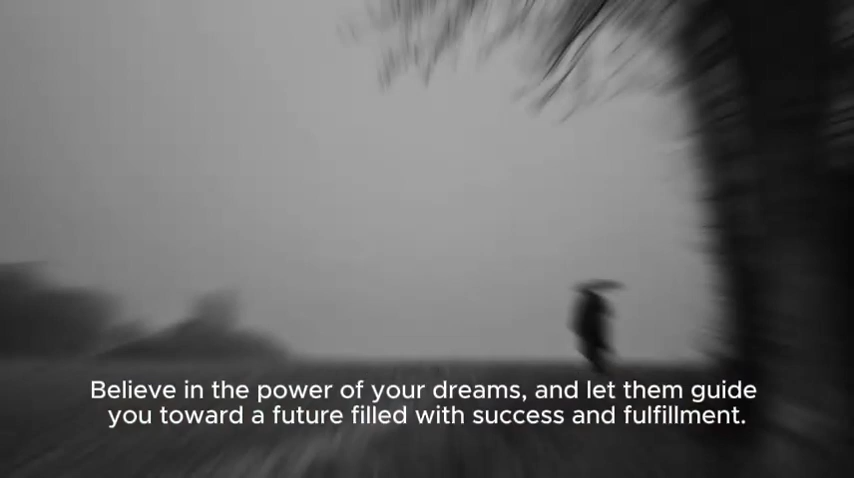 Believe in the power of your dreams, and let them guide
you toward a future filled with success and fulfillment.